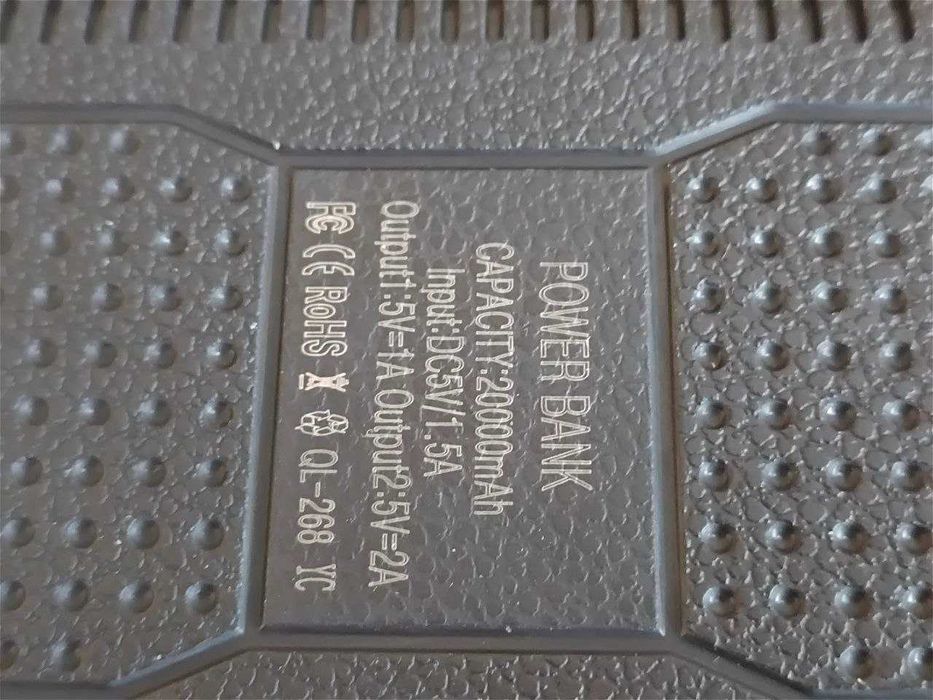 POWER BANK
CAPACITY:20000mAh
Input:DC5V/1.5A
Output1:5V=1A Output2:5V=2A
FC CE RoHS QL-268 YC